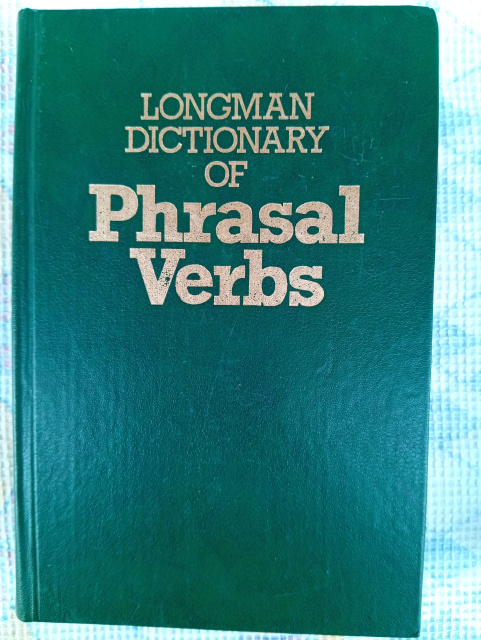 LONGMAN
DICTIONARY
OF
Phrasal
Verbs